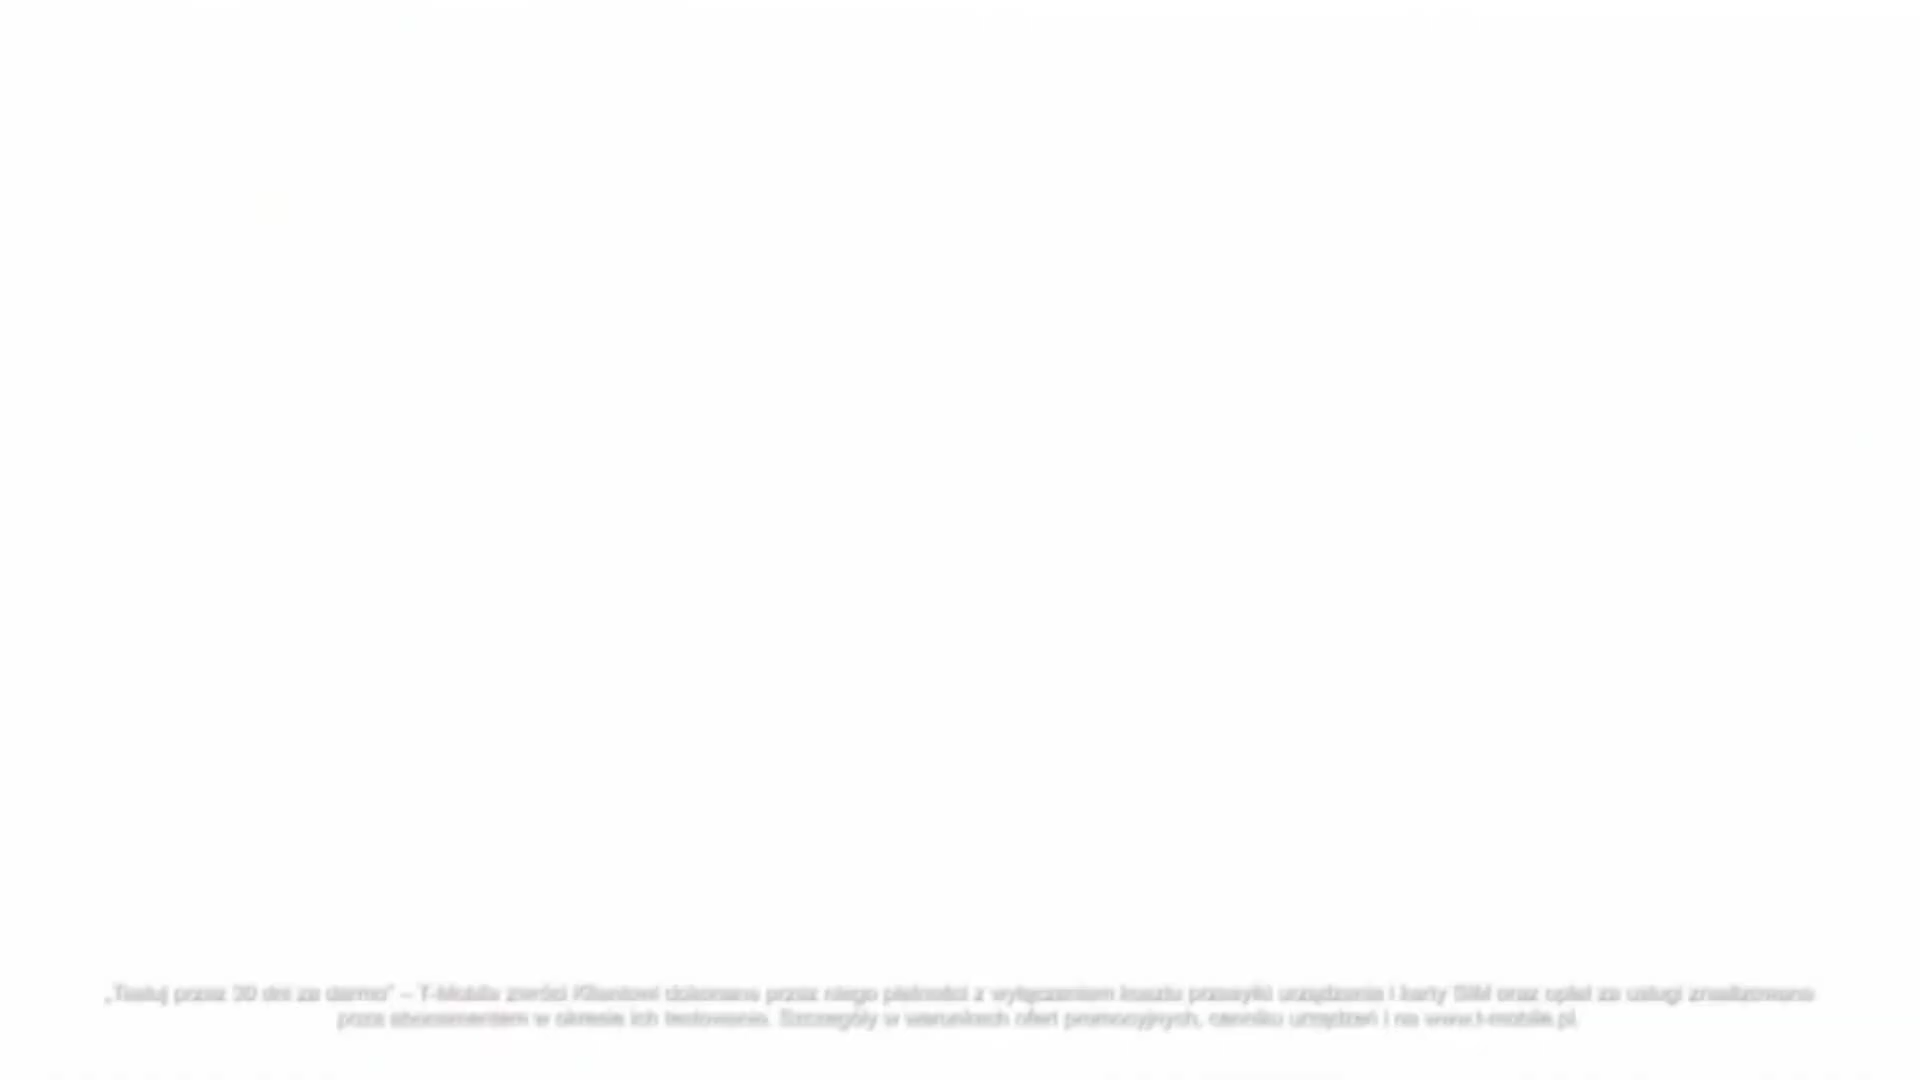 „Testuj przez 30 dni za darmo” – T-Mobile zwróci Klientowi dokonane przez niego płatności z wyłączeniem kosztu przesyłki urządzenia i karty SIM oraz opłat za usługi zrealizowane
poza abonamentem w okresie ich testowania. Szczegóły w warunkach ofert promocyjnych, cenniku urządzeń i na www.t-mobile.pl.